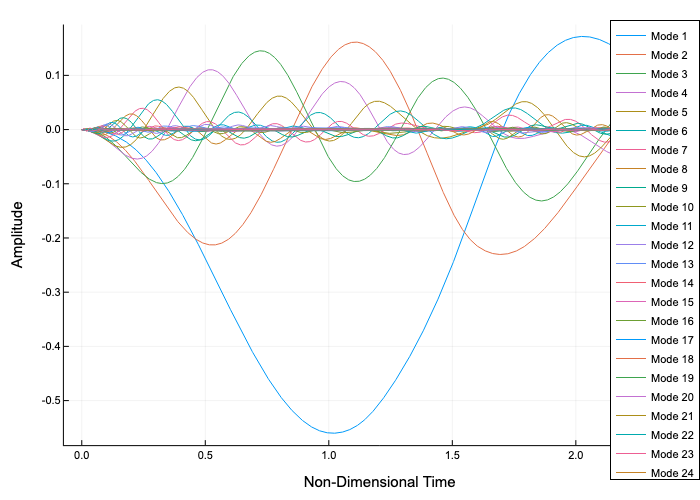 0.1
0.0
-0.1
-0.2
-0.3
-0.4
-0.5
Amplitude
0.0 0.5 1.0 1.5 2.0
Non-Dimensional Time
Mode 1
Mode 2
Mode 3
Mode 4
Mode 5
Mode 6
Mode 7
Mode 8
Mode 9
Mode 10
Mode 11
Mode 12
Mode 13
Mode 14
Mode 15
Mode 16
Mode 17
Mode 18
Mode 19
Mode 20
Mode 21
Mode 22
Mode 23
Mode 24